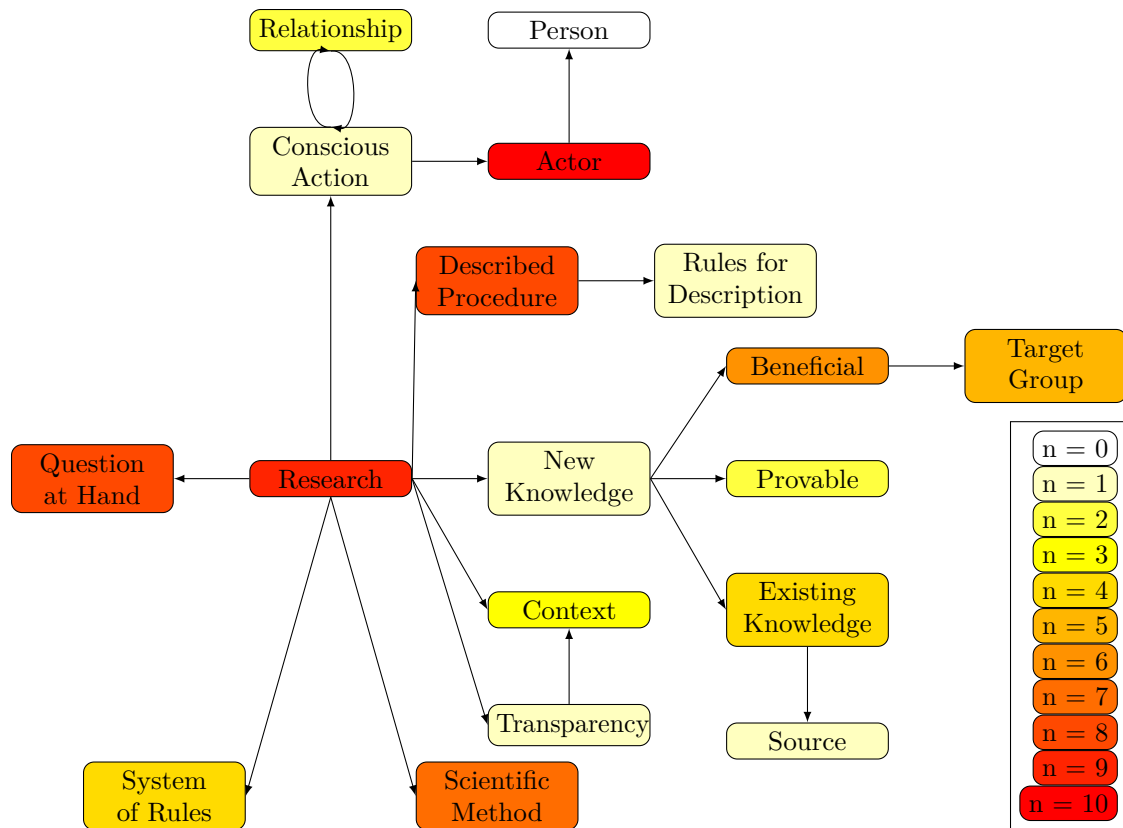 Relationship
Person
Conscious
Action
Actor
Described
Procedure
Rules for
Description
Beneficial
Target
Group
Question
at Hand
Research
New
Knowledge
Provable
Context
Existing
Knowledge
Transparency
Source
System
of Rules
Scientific
Method
n = 0
n = 1
n = 2
n = 3
n = 4
n = 5
n = 6
n = 7
n = 8
n = 9
n = 10